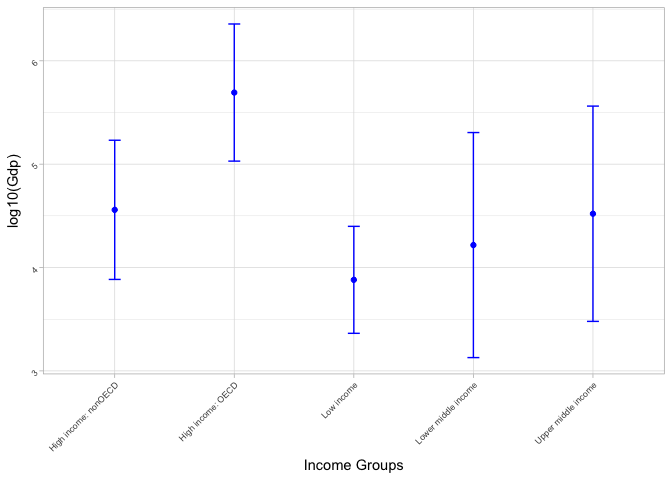 log10(Gdp)
6
5
4
3
High income: nonOECD
High income: OECD
Low income
Lower middle income
Upper middle income
Income Groups